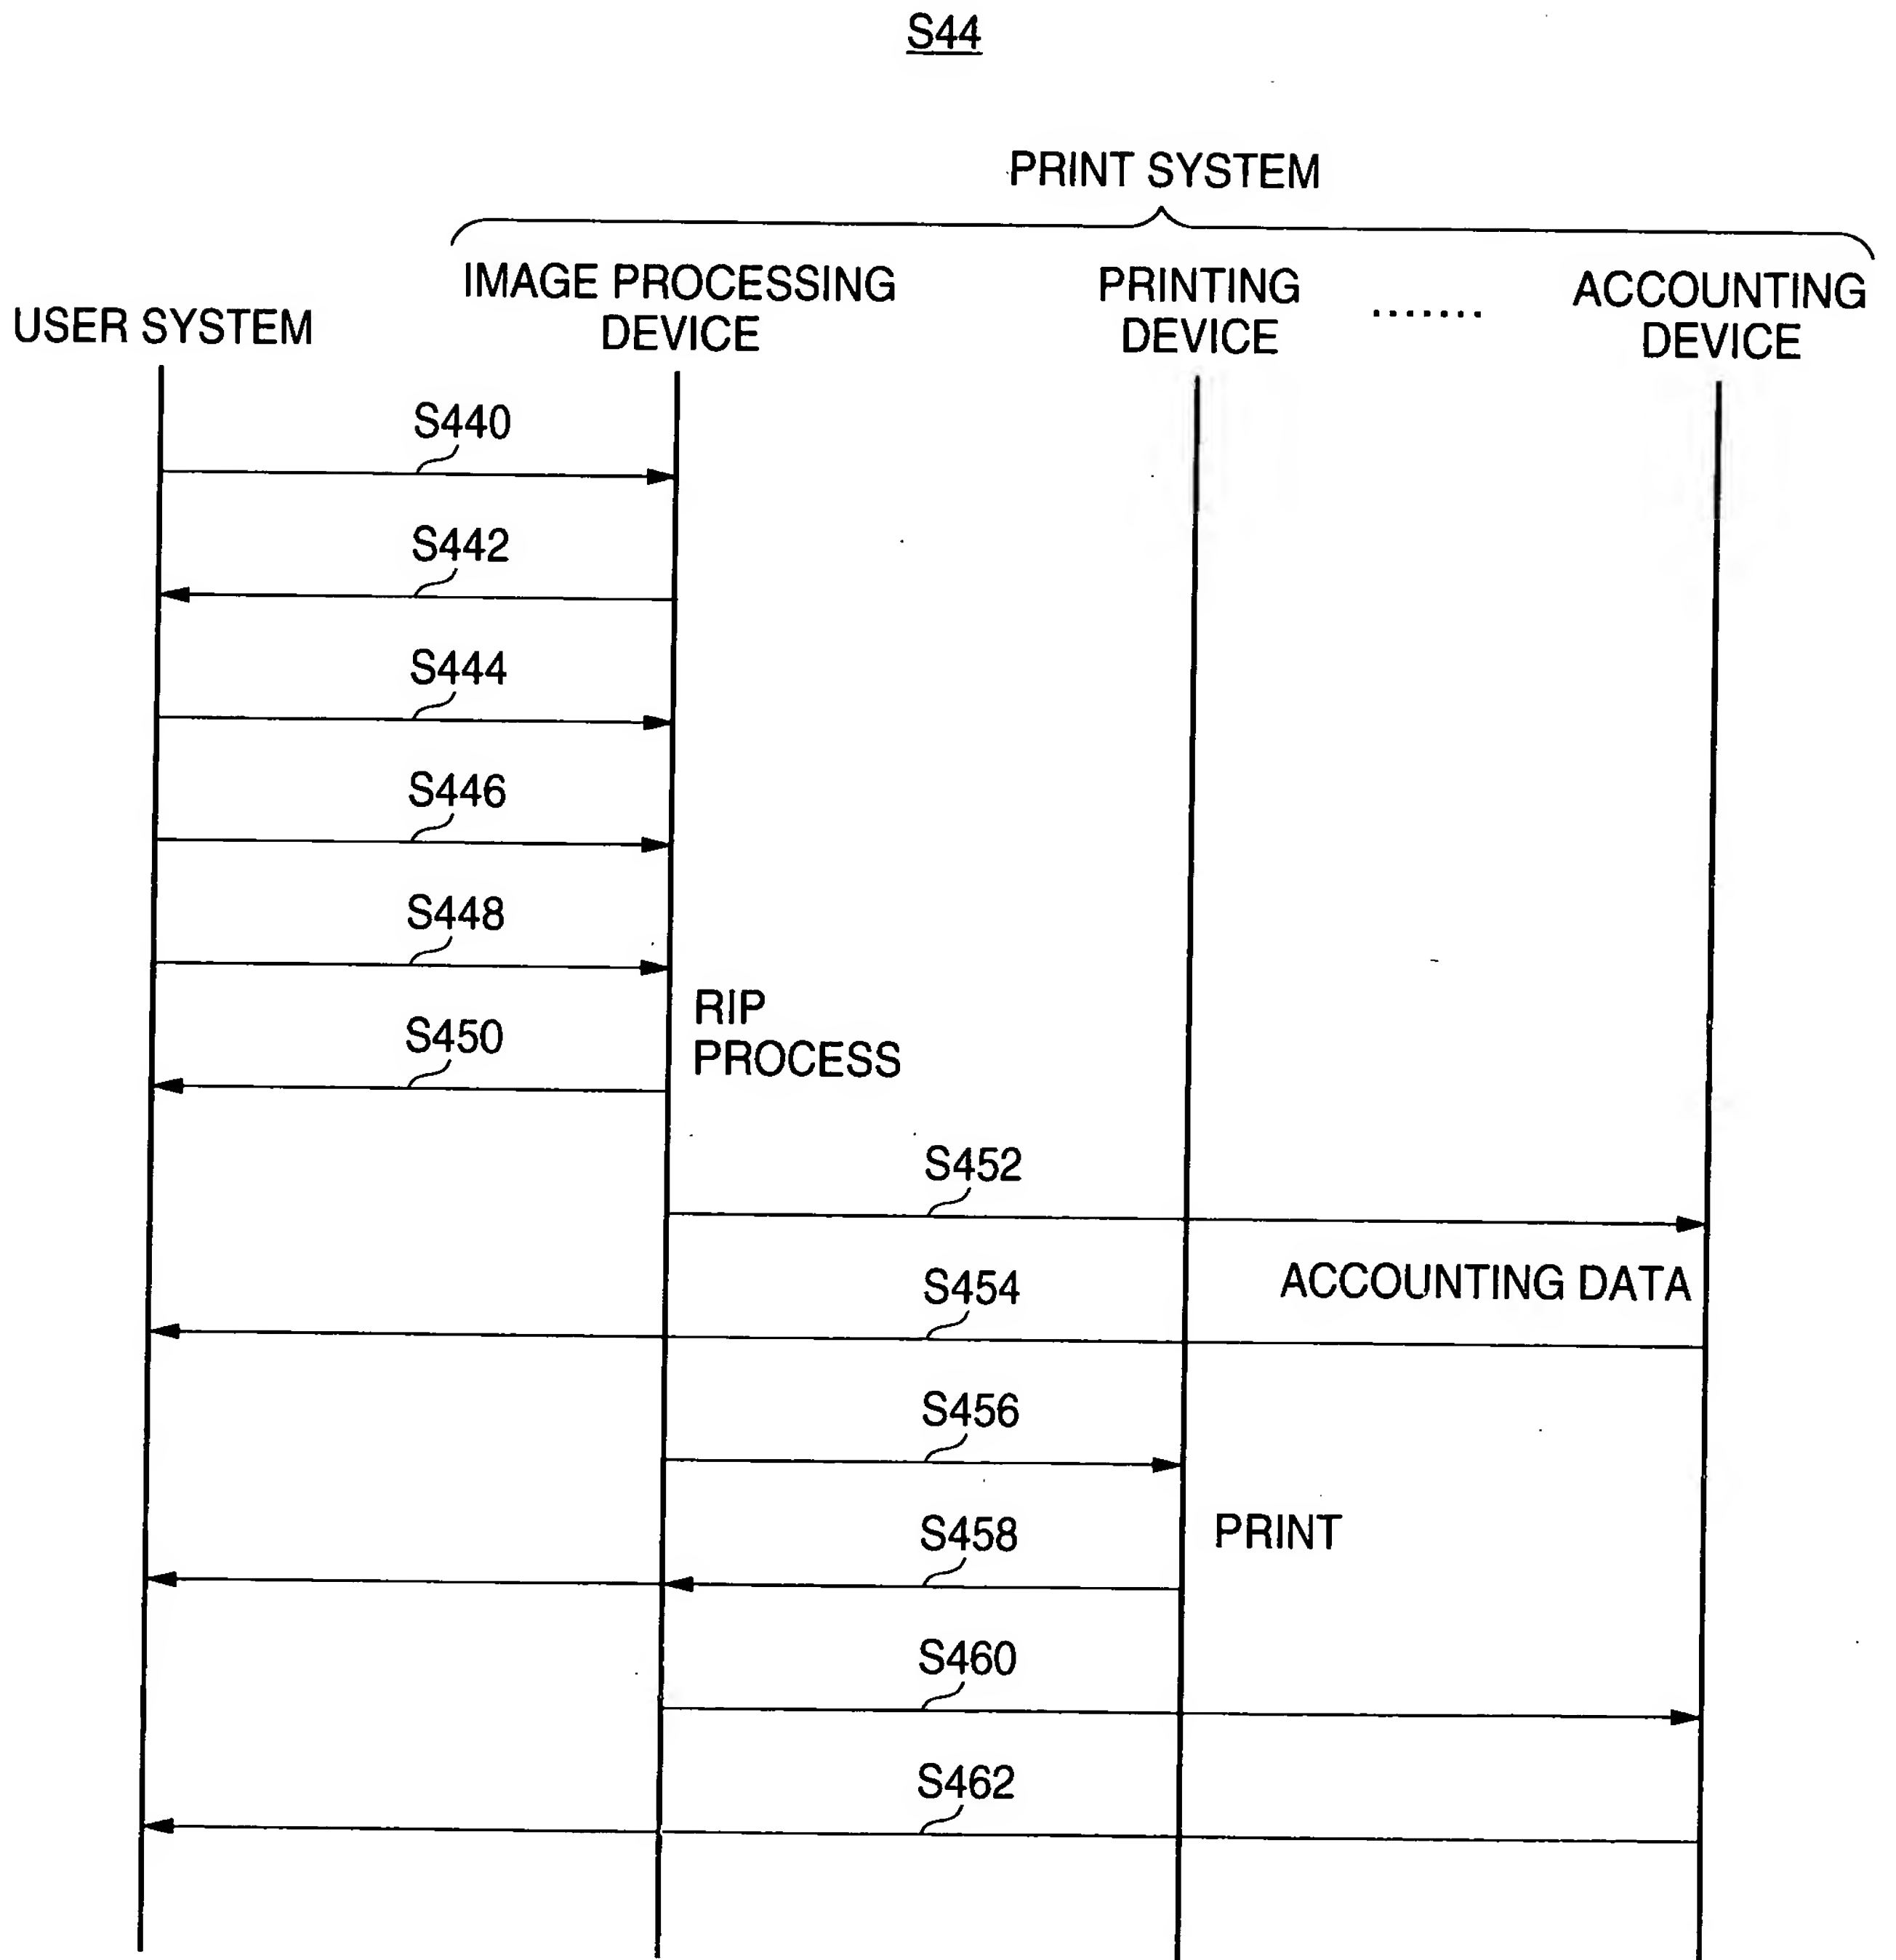 S44
PRINT SYSTEM
USER SYSTEM
IMAGE PROCESSING
DEVICE
PRINTING
DEVICE
.......
ACCOUNTING
DEVICE
S440
S442
S444
S446
S448
RIP
PROCESS
S450
S452
ACCOUNTING DATA
S454
S456
PRINT
S458
S460
S462